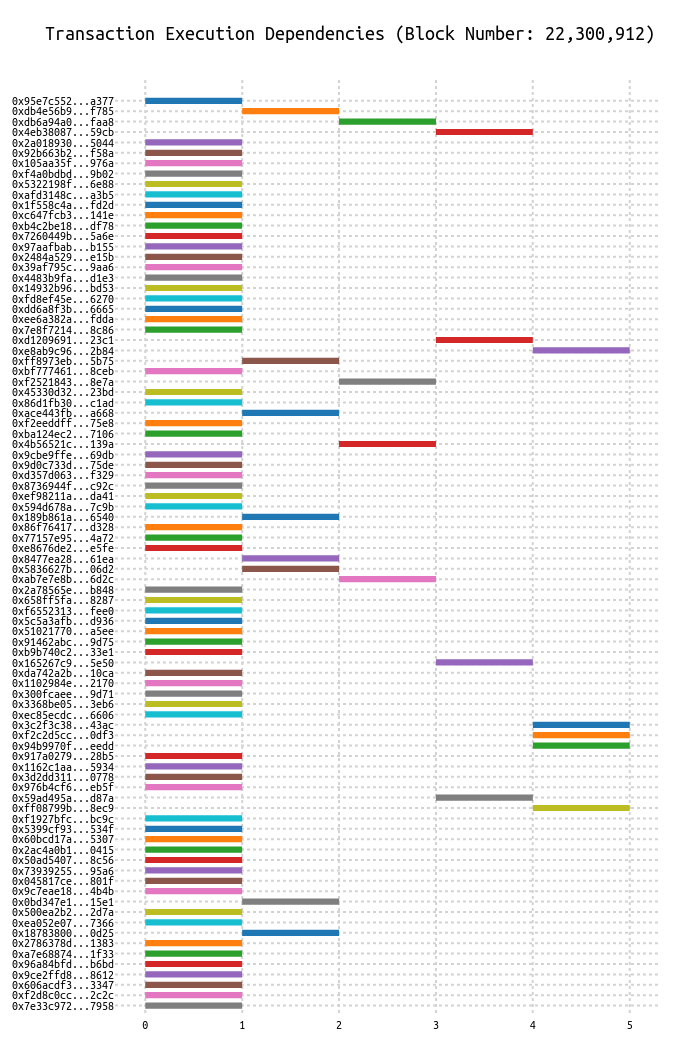 Transaction Execution Dependencies (Block Number: 22,300,912)
0x95e7c552...a377
0xdb4e56b9...f785
0xdb6a94a0...faa8
0x4eb38087...59cb
0x2a018930...5044
0x92b663b2...f58a
0x105aa35f...976a
0xf4a0bdbd...9b02
0x5322198f...6e88
0xafd3148c...a3b5
0x1f558c4a...fd2d
0xc647fcb3...141e
0xb4c2be18...df78
0x7260449b...5a6e
0x97aafbab...b155
0x2484a529...e15b
0x39af795c...9aa6
0x4483b9fa...d1e3
0x14932b96...bd53
0xfd8ef45e...6270
0xdd6a8f3b...6665
0xee6a382a...fdda
0x7e8f7214...8c86
0xd1209691...23c1
0xe8ab9c96...2b84
0xff8973eb...5b75
0xbf777461...8ceb
0xf2521843...8e7a
0x45330d32...23bd
0x86d1fb30...c1ad
0xace443fb...a668
0xf2eeddff...75e8
0xba124ec2...7106
0x4b56521c...139a
0x9cbe9ffe...69db
0x9d0c733d...75de
0xd357d063...f329
0x8736944f...c92c
0xef98211a...da41
0x594d678a...7c9b
0x189b861a...6540
0x86f76417...d328
0x77157e95...4a72
0xe8676de2...e5fe
0x8477ea28...61ea
0x5836627b...06d2
0xab7e7e8b...6d2c
0x2a78565e...b848
0x658ff5fa...8287
0xf6552313...fee0
0x5c5a3afb...d936
0x51021770...a5ee
0x91462abc...9d75
0xb9b740c2...33e1
0x165267c9...5e50
0xda742a2b...10ca
0x1102984e...2170
0x300fcaee...9d71
0x3368be05...3eb6
0xec85ecdc...6606
0x3c2f3c38...43ac
0xf2c2d5cc...0df3
0x94b9970f...eedd
0x917a0279...28b5
0x1162c1aa...5934
0x3d2dd311...0778
0x976b4cf6...eb5f
0x59ad495a...d87a
0xff08799b...8ec9
0xf1927bfc...bc9c
0x5399cf93...534f
0x60bcd17a...5307
0x2ac4a0b1...0415
0x50ad5407...8c56
0x73939255...95a6
0x045817ce...801f
0x9c7eae18...4b4b
0x0bd347e1...15e1
0x500ea2b2...2d7a
0xea052e07...7366
0x18783800...0d25
0x2786378d...1383
0xa7e68874...1f33
0x96a84bfd...b6bd
0x9ce2ffd8...8612
0x606acdf3...3347
0xf2d8c0cc...2c2c
0x7e33c972...7958
0 1 2 3 4 5